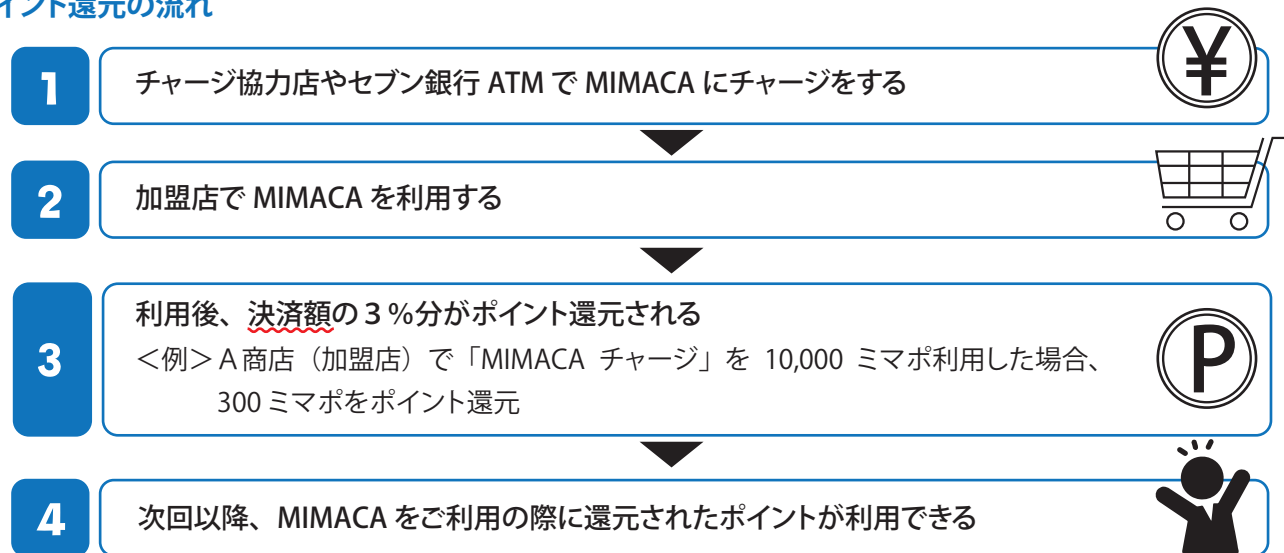 イント還元の流れ
1
チャージ協力店やセブン銀行 ATM で MIMACA にチャージをする
¥
2
加盟店で MIMACA を利用する
3
利用後、決済額の3%分がポイント還元される
<例>A商店（加盟店）で「MIMACA チャージ」を 10,000 ミマポ利用した場合、
300 ミマポをポイント還元
P
4
次回以降、MIMACA をご利用の際に還元されたポイントが利用できる